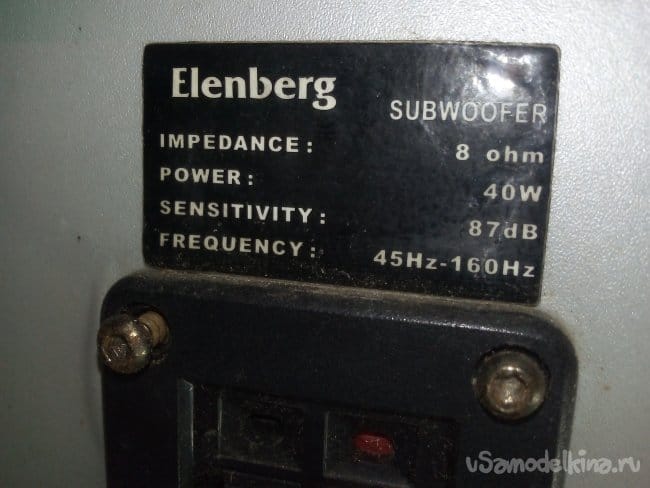 Elenberg
SUBWOOFER
IMPEDANCE: 8 ohm
POWER: 40W
SENSITIVITY: 87dB
FREQUENCY: 45Hz-160Hz
uSamodelkina.ru